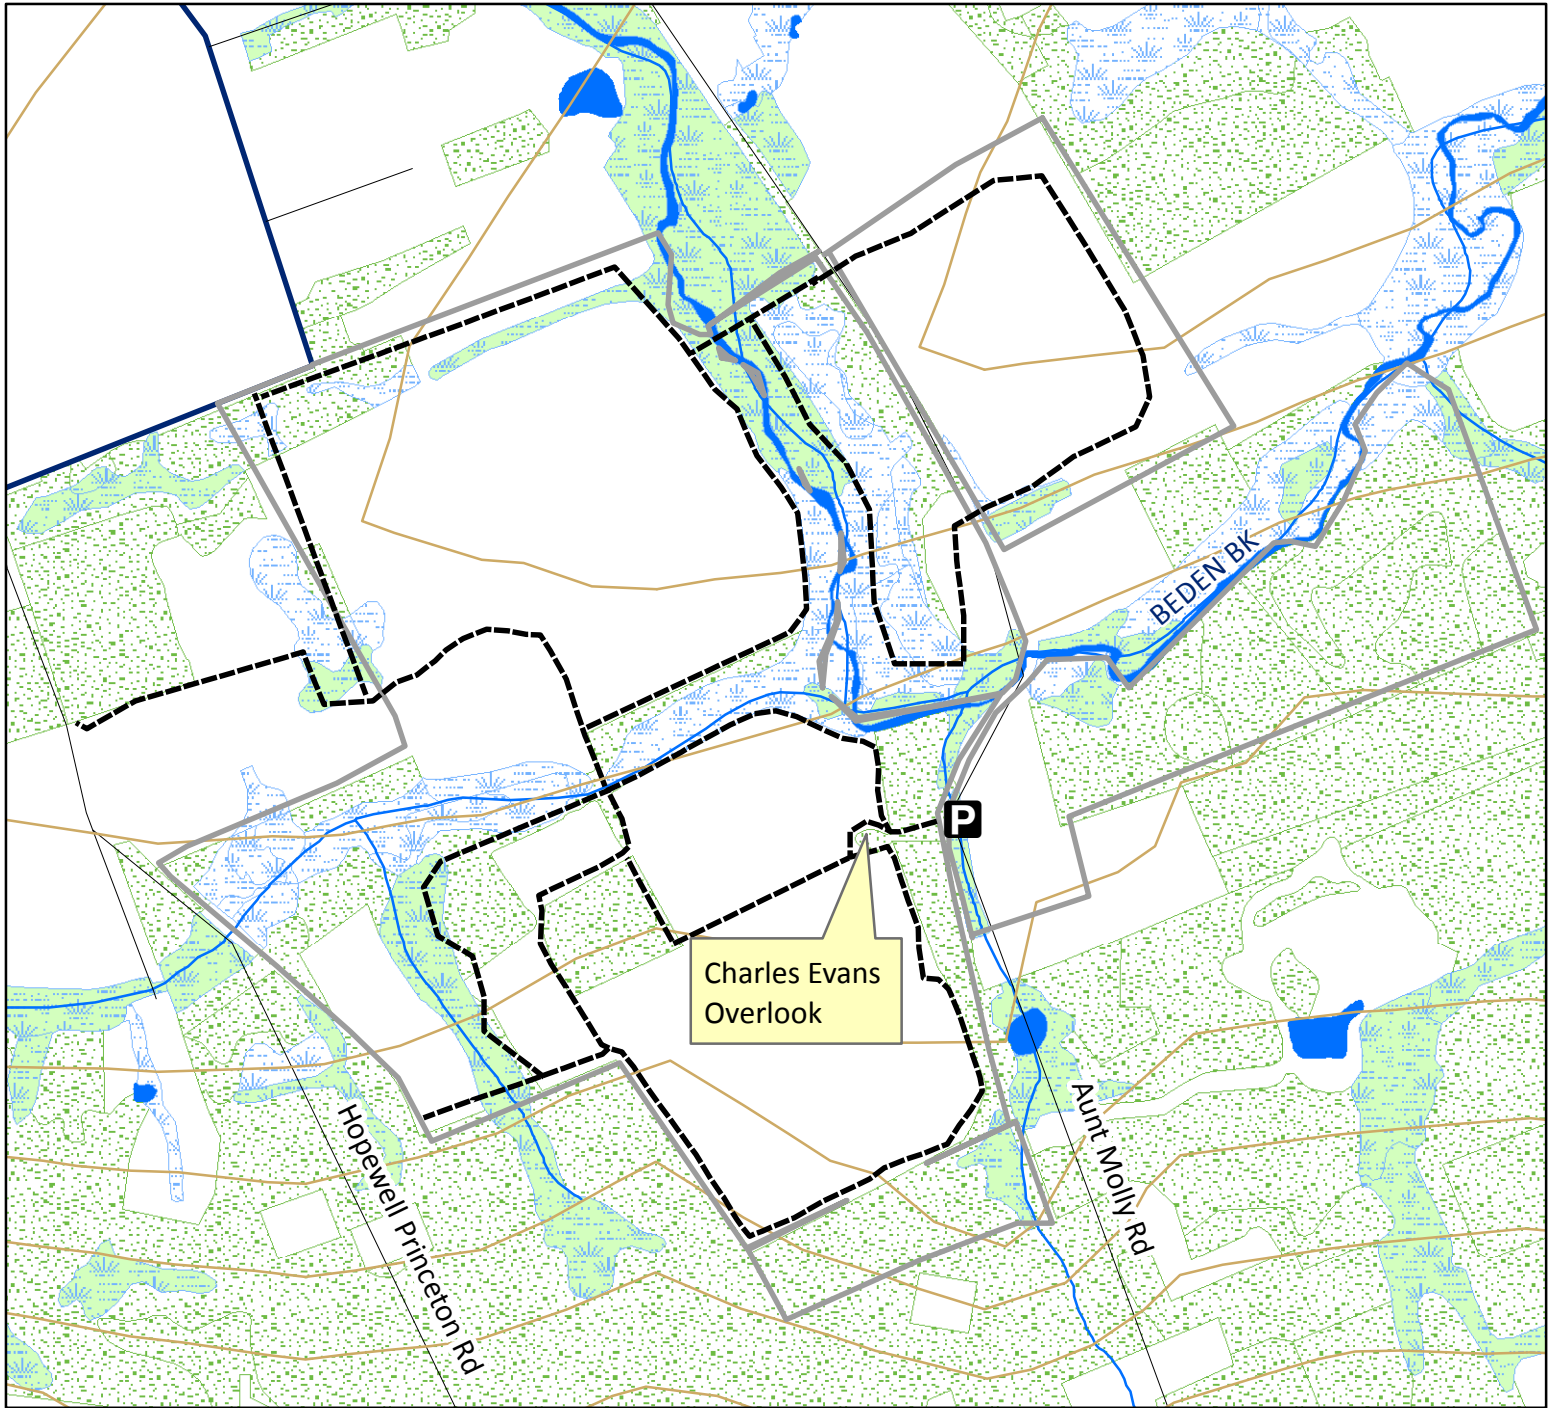 BEDEN BK
P
Charles Evans
Overlook
Aunt Molly Rd
Hopewell Princeton Rd